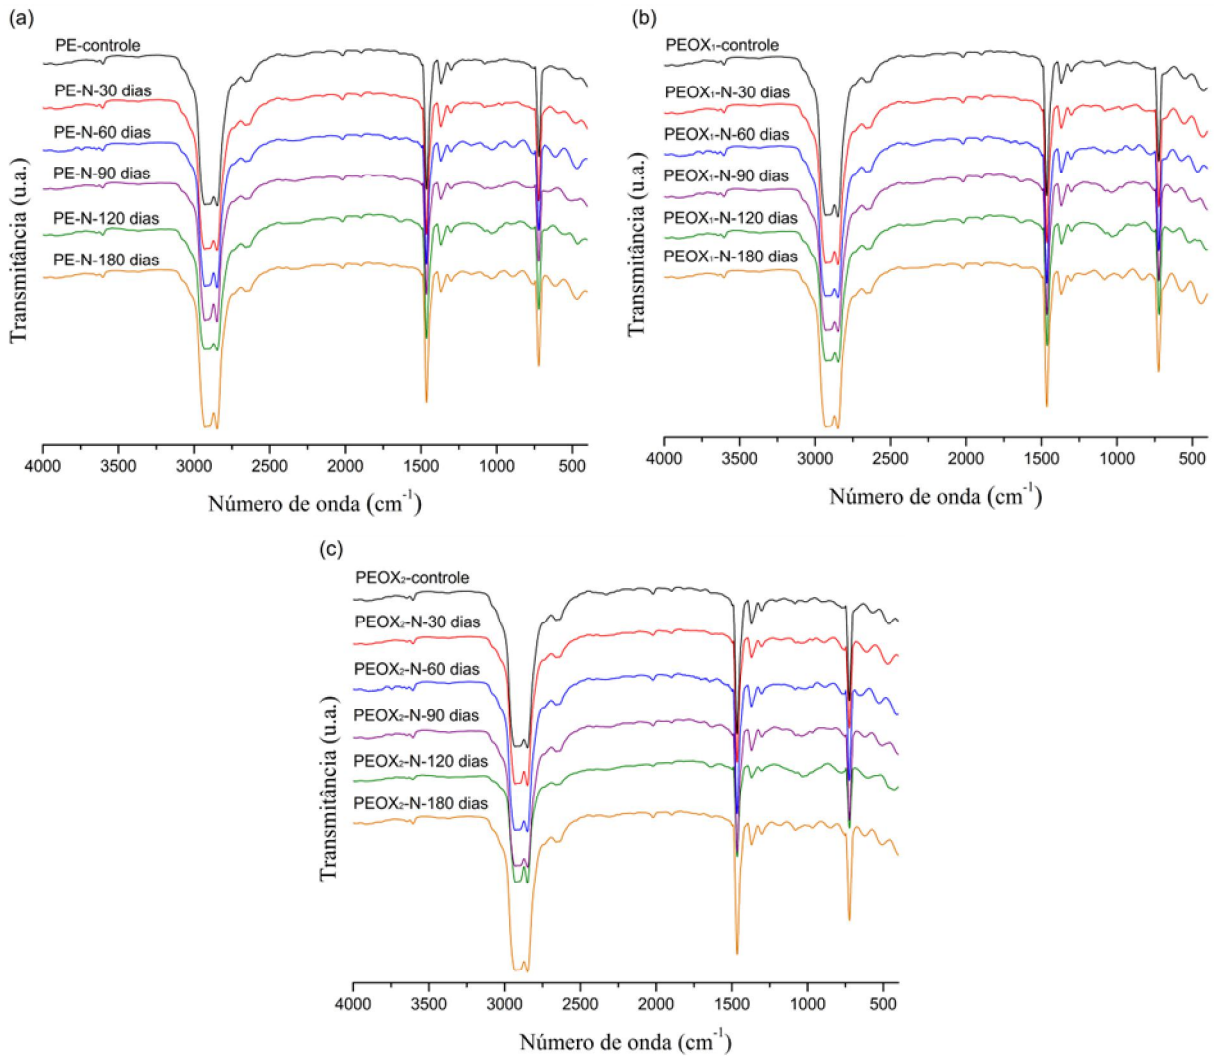 (a)
PE-controle
PE-N-30 dias
PE-N-60 dias
PE-N-90 dias
PE-N-120 dias
PE-N-180 dias
Transmitância (u.a.)
4000 3500 3000 2500 2000 1500 1000 500
Número de onda (cm⁻¹)
(b)
PEOX₁-controle
PEOX₁-N-30 dias
PEOX₁-N-60 dias
PEOX₁-N-90 dias
PEOX₁-N-120 dias
PEOX₁-N-180 dias
Transmitância (u.a.)
4000 3500 3000 2500 2000 1500 1000 500
Número de onda (cm⁻¹)
(c)
PEOX₂-controle
PEOX₂-N-30 dias
PEOX₂-N-60 dias
PEOX₂-N-90 dias
PEOX₂-N-120 dias
PEOX₂-N-180 dias
Transmitância (u.a.)
4000 3500 3000 2500 2000 1500 1000 500
Número de onda (cm⁻¹)